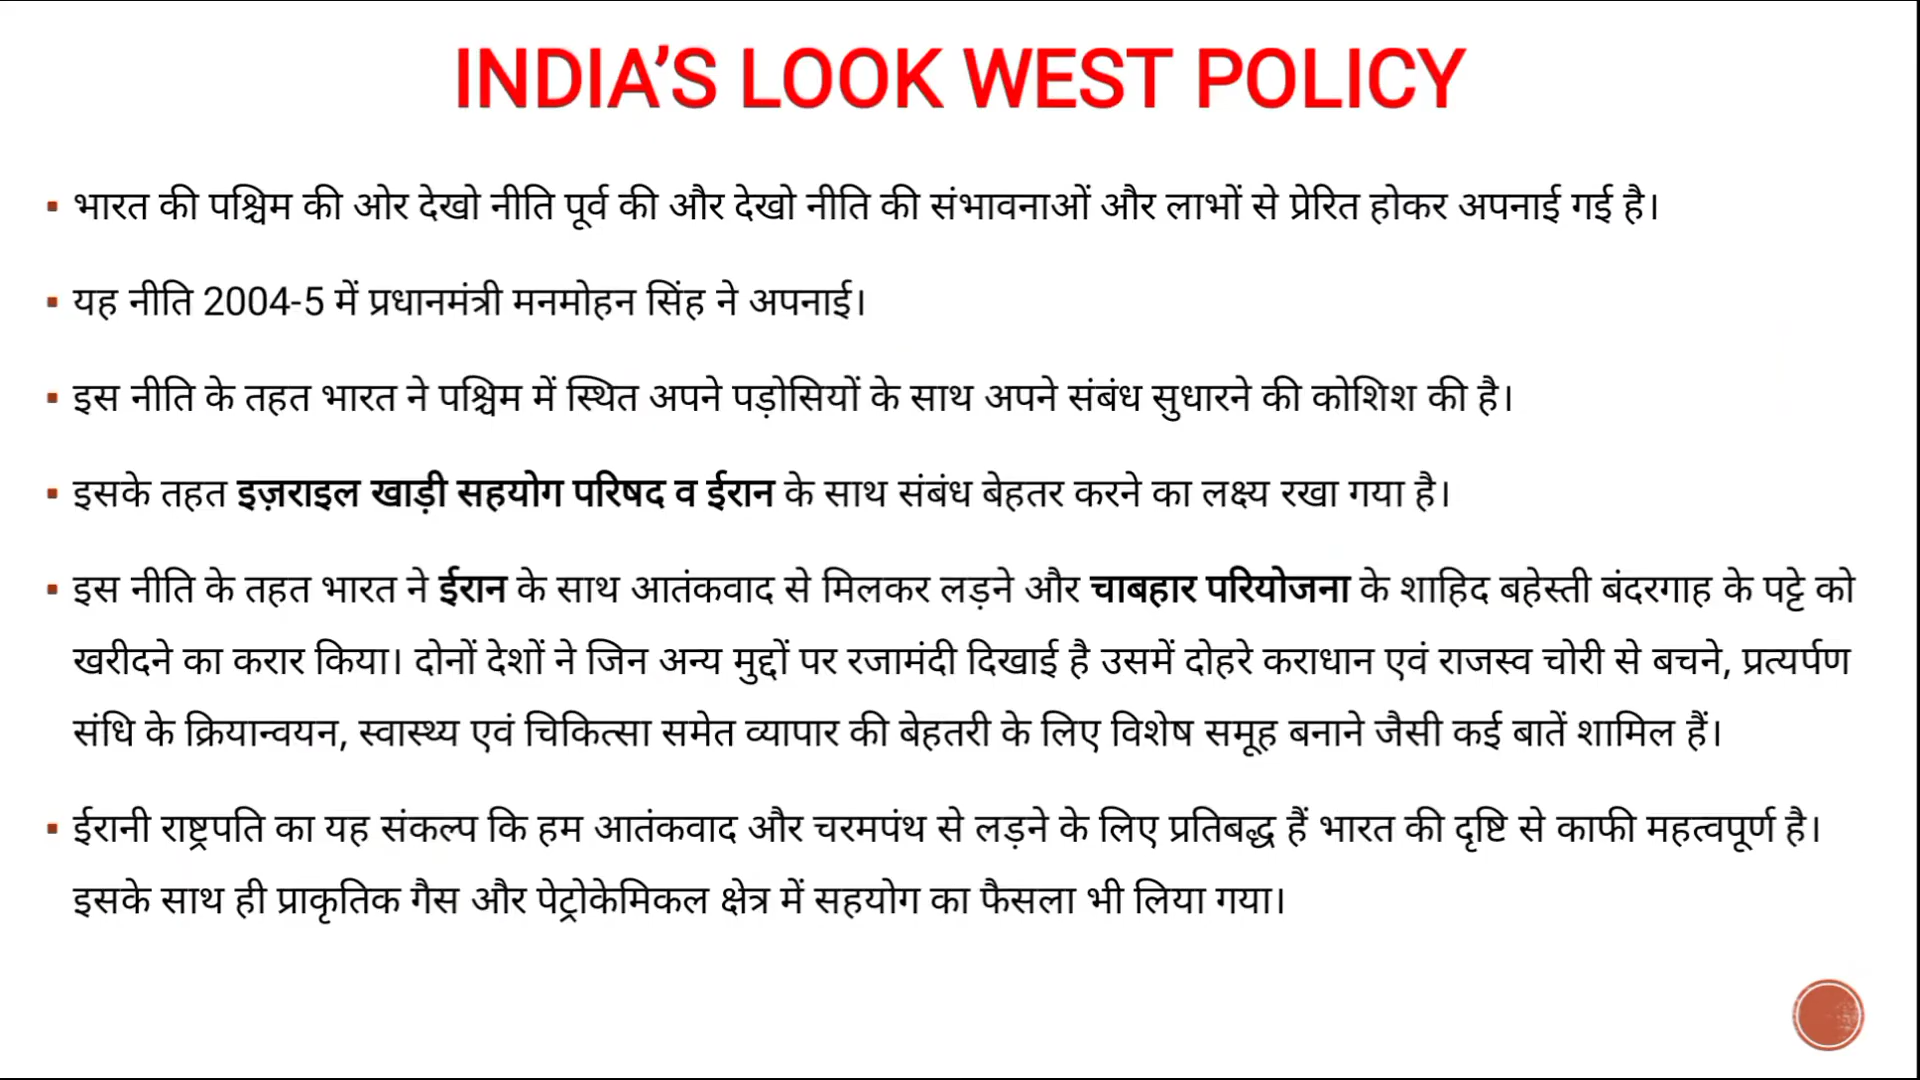 INDIA’S LOOK WEST POLICY
▪ भारत की पश्चिम की ओर देखो नीति पूर्व की और देखो नीति की संभावनाओं और लाभों से प्रेरित होकर अपनाई गई है।
▪ यह नीति 2004-5 में प्रधानमंत्री मनमोहन सिंह ने अपनाई।
▪ इस नीति के तहत भारत ने पश्चिम में स्थित अपने पड़ोसियों के साथ अपने संबंध सुधारने की कोशिश की है।
▪ इसके तहत इज़राइल खाड़ी सहयोग परिषद व ईरान के साथ संबंध बेहतर करने का लक्ष्य रखा गया है।
▪ इस नीति के तहत भारत ने ईरान के साथ आतंकवाद से मिलकर लड़ने और चाबहार परियोजना के शाहिद बहेस्ती बंदरगाह के पट्टे को
खरीदने का करार किया। दोनों देशों ने जिन अन्य मुद्दों पर रजामंदी दिखाई है उसमें दोहरे कराधान एवं राजस्व चोरी से बचने, प्रत्यर्पण
संधि के क्रियान्वयन, स्वास्थ्य एवं चिकित्सा समेत व्यापार की बेहतरी के लिए विशेष समूह बनाने जैसी कई बातें शामिल हैं।
▪ ईरानी राष्ट्रपति का यह संकल्प कि हम आतंकवाद और चरमपंथ से लड़ने के लिए प्रतिबद्ध हैं भारत की दृष्टि से काफी महत्वपूर्ण है।
इसके साथ ही प्राकृतिक गैस और पेट्रोकेमिकल क्षेत्र में सहयोग का फैसला भी लिया गया।